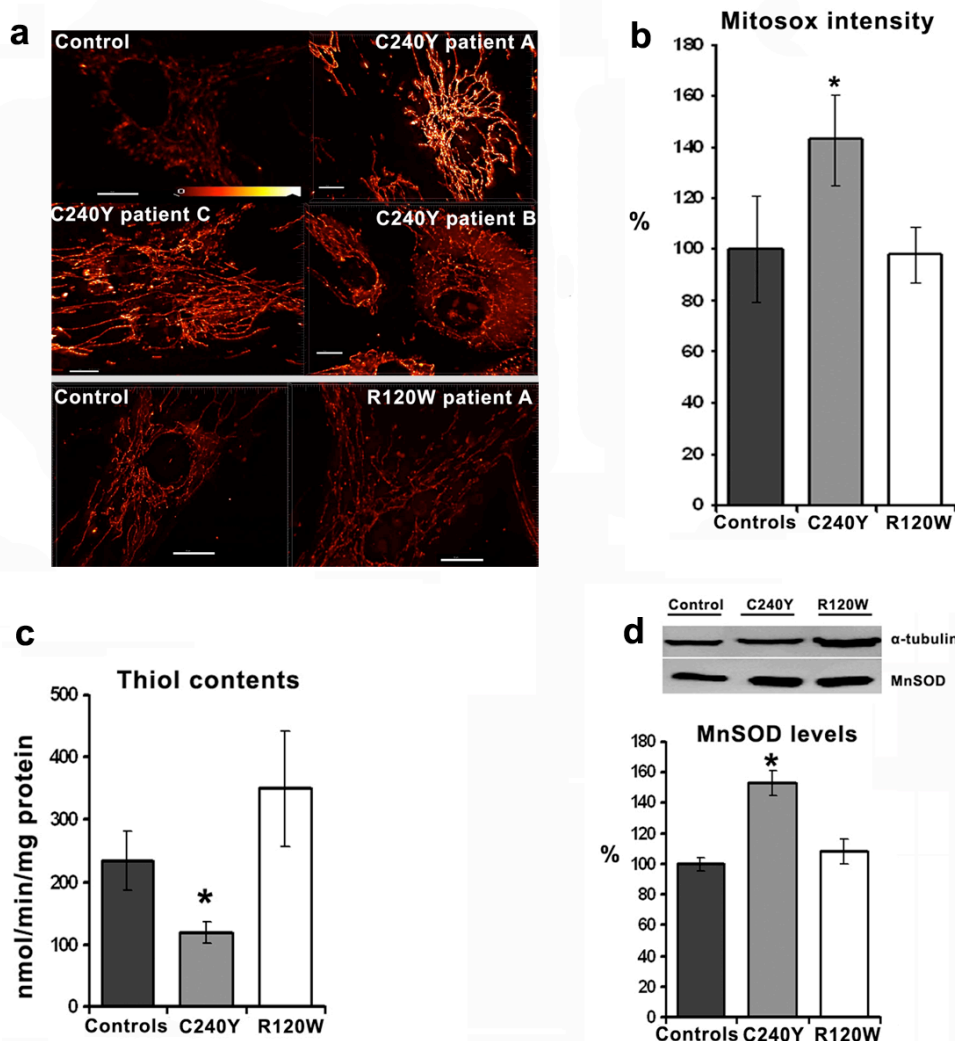 a
Control
C240Y patient A
C240Y patient C
C240Y patient B
Control
R120W patient A
b
Mitosox intensity
%
180
160
140
120
100
80
60
40
20
0
*
Controls C240Y R120W
c
Thiol contents
nmol/min/mg protein
500
400
300
200
100
0
*
Controls C240Y R120W
d
Control C240Y R120W
α-tubulin
MnSOD
MnSOD levels
%
180
160
140
120
100
80
60
40
20
0
*
Controls C240Y R120W